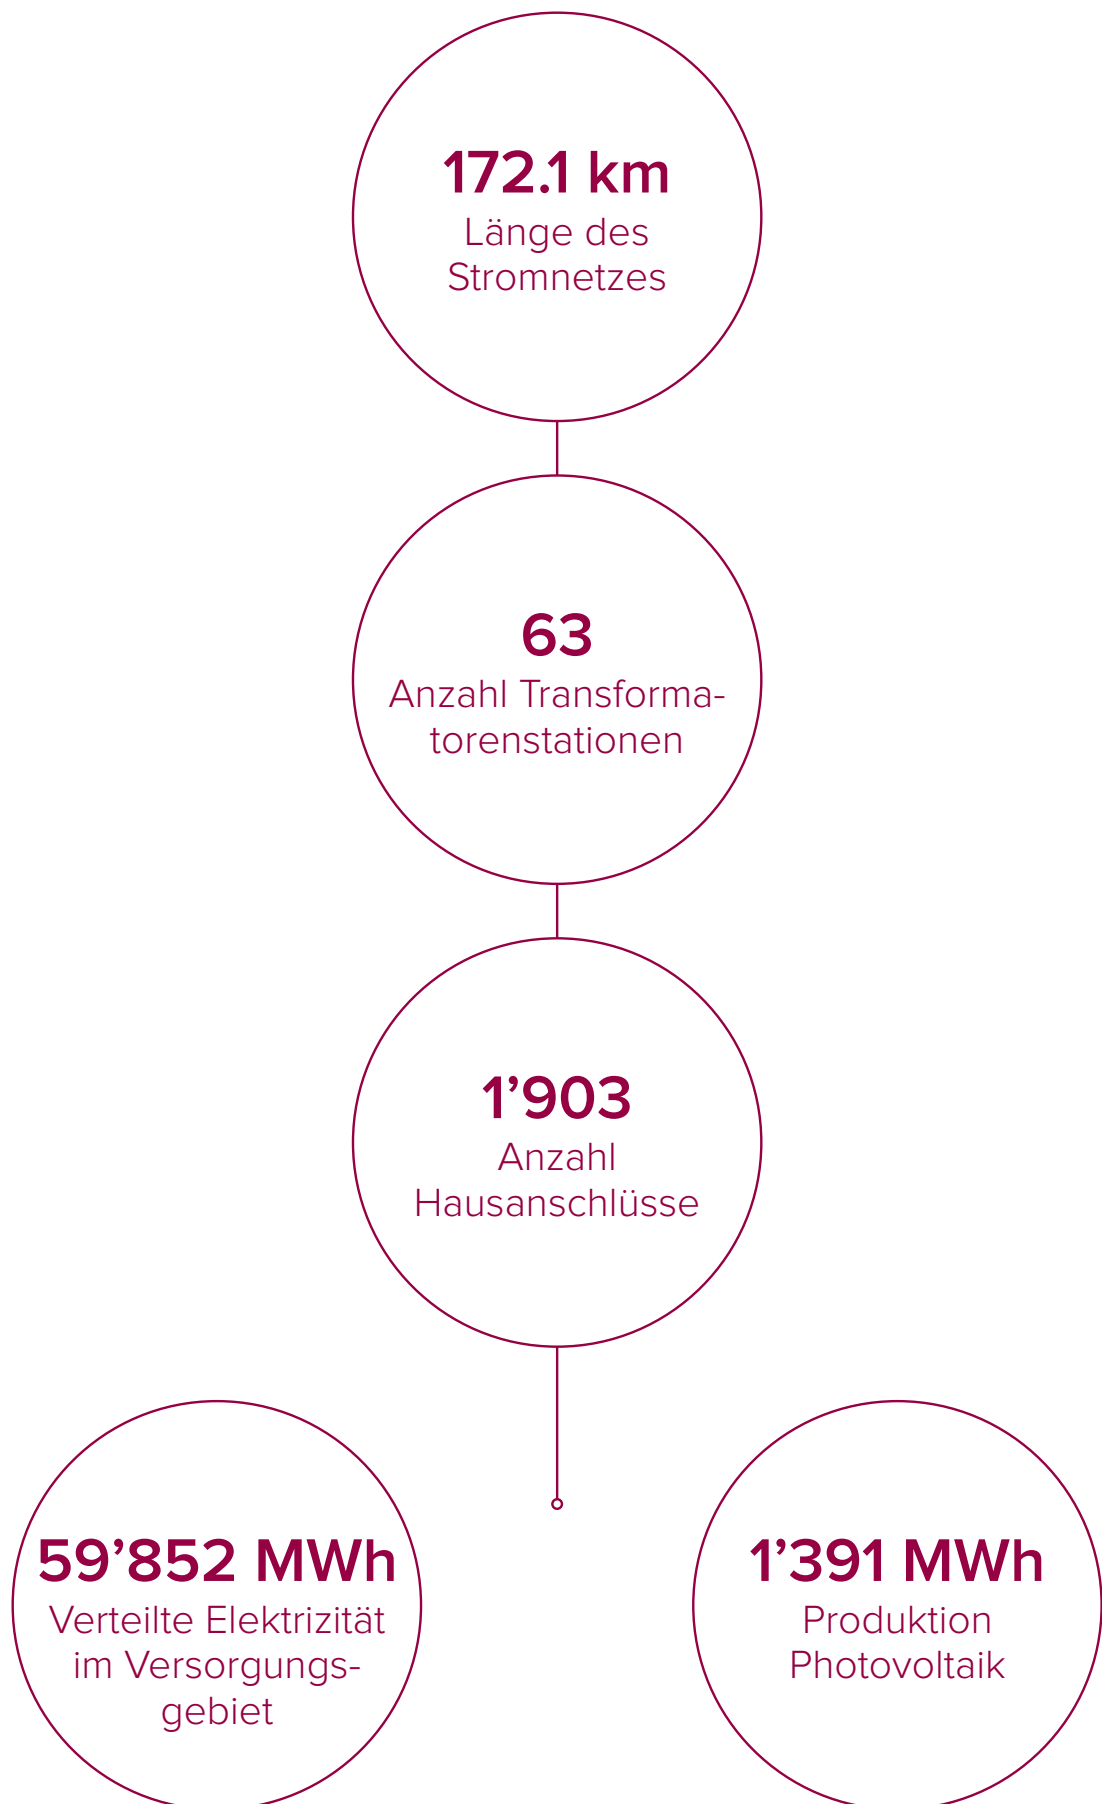 172.1 km
Länge des
Stromnetzes
63
Anzahl Transforma-
torenstationen
1’903
Anzahl
Hausanschlüsse
59’852 MWh
Verteilte Elektrizität
im Versorgungs-
gebiet
1’391 MWh
Produktion
Photovoltaik